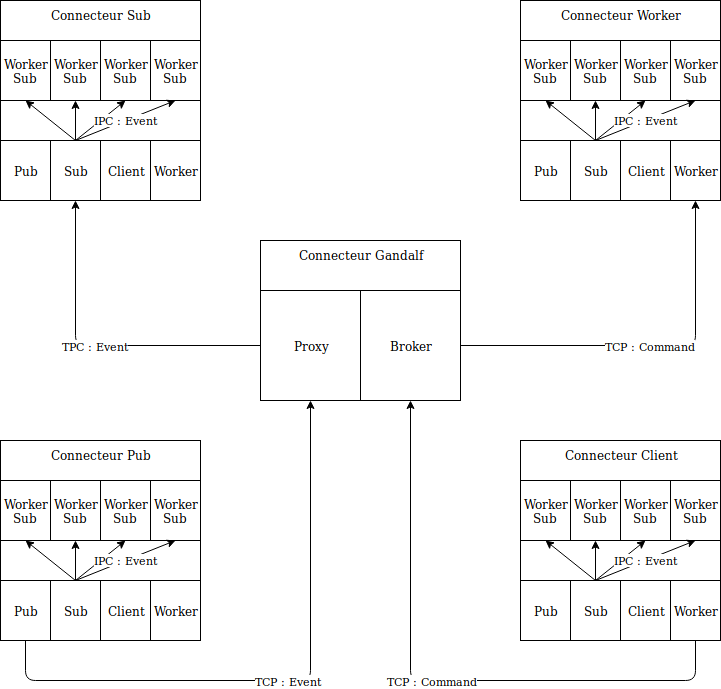 Connecteur Sub
Worker Sub
Worker Sub
Worker Sub
Worker Sub
IPC : Event
Pub
Sub
Client
Worker
Connecteur Worker
Worker Sub
Worker Sub
Worker Sub
Worker Sub
IPC : Event
Pub
Sub
Client
Worker
Connecteur Gandalf
Proxy
Broker
TPC : Event
TCP : Command
Connecteur Pub
Worker Sub
Worker Sub
Worker Sub
Worker Sub
IPC : Event
Pub
Sub
Client
Worker
Connecteur Client
Worker Sub
Worker Sub
Worker Sub
Worker Sub
IPC : Event
Pub
Sub
Client
Worker
TCP : Event
TCP : Command